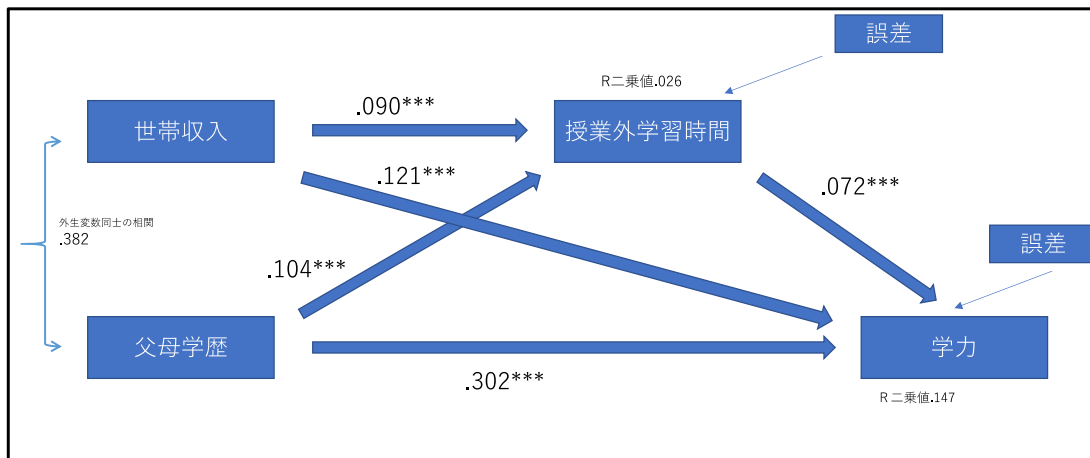 誤差
R二乗値.026
世帯収入
.090***
授業外学習時間
.121***
.072***
外生変数同士の相関
.382
誤差
.104***
父母学歴
学力
.302***
R二乗値.147